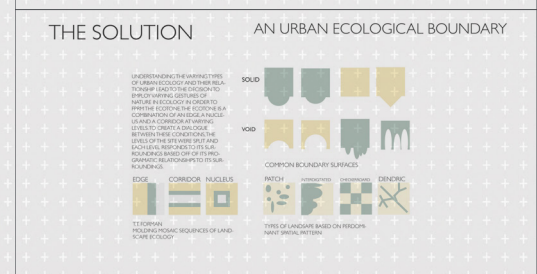 THE SOLUTION
AN URBAN ECOLOGICAL BOUNDARY
UNDERSTANDING THE VARYING TYPES
OF URBAN ECOLOGY AND THIER RELA-
TIONSHIP LEAD TO THE DECISION TO
EMPLOY VARYING GESTURES OF
NATURE IN ECOLOGY IN ORDER TO
FORM THE ECOTONE. THE ECOTONE IS A
COMBINATION OF AN EDGE, A NUCLE-
US AND A CORRIDOR AT VARYING
LEVELS. TO CREATE A DIALOGUE
BETWEEN THESE CONDITIONS, THE
LEVELS OF THE SITE WERE SPLIT AND
EACH LEVEL RESPONDS TO ITS SUR-
ROUNDINGS BASED OFF OF ITS PRO-
GRAMATIC RELATIONSHIPS TO ITS SUR-
ROUNDINGS.
SOLID
VOID
COMMON BOUNDARY SURFACES
EDGE CORRIDOR NUCLEUS
T.T. FORMAN
MOLDING MOSAIC SEQUENCES OF LAND-
SCAPE ECOLOGY
PATCH INTERDIGITATED CHECKERBOARD DENDRIC
TYPES OF LANDSAPE BASED ON PERDOMI-
NANT SPATIAL PATTERN